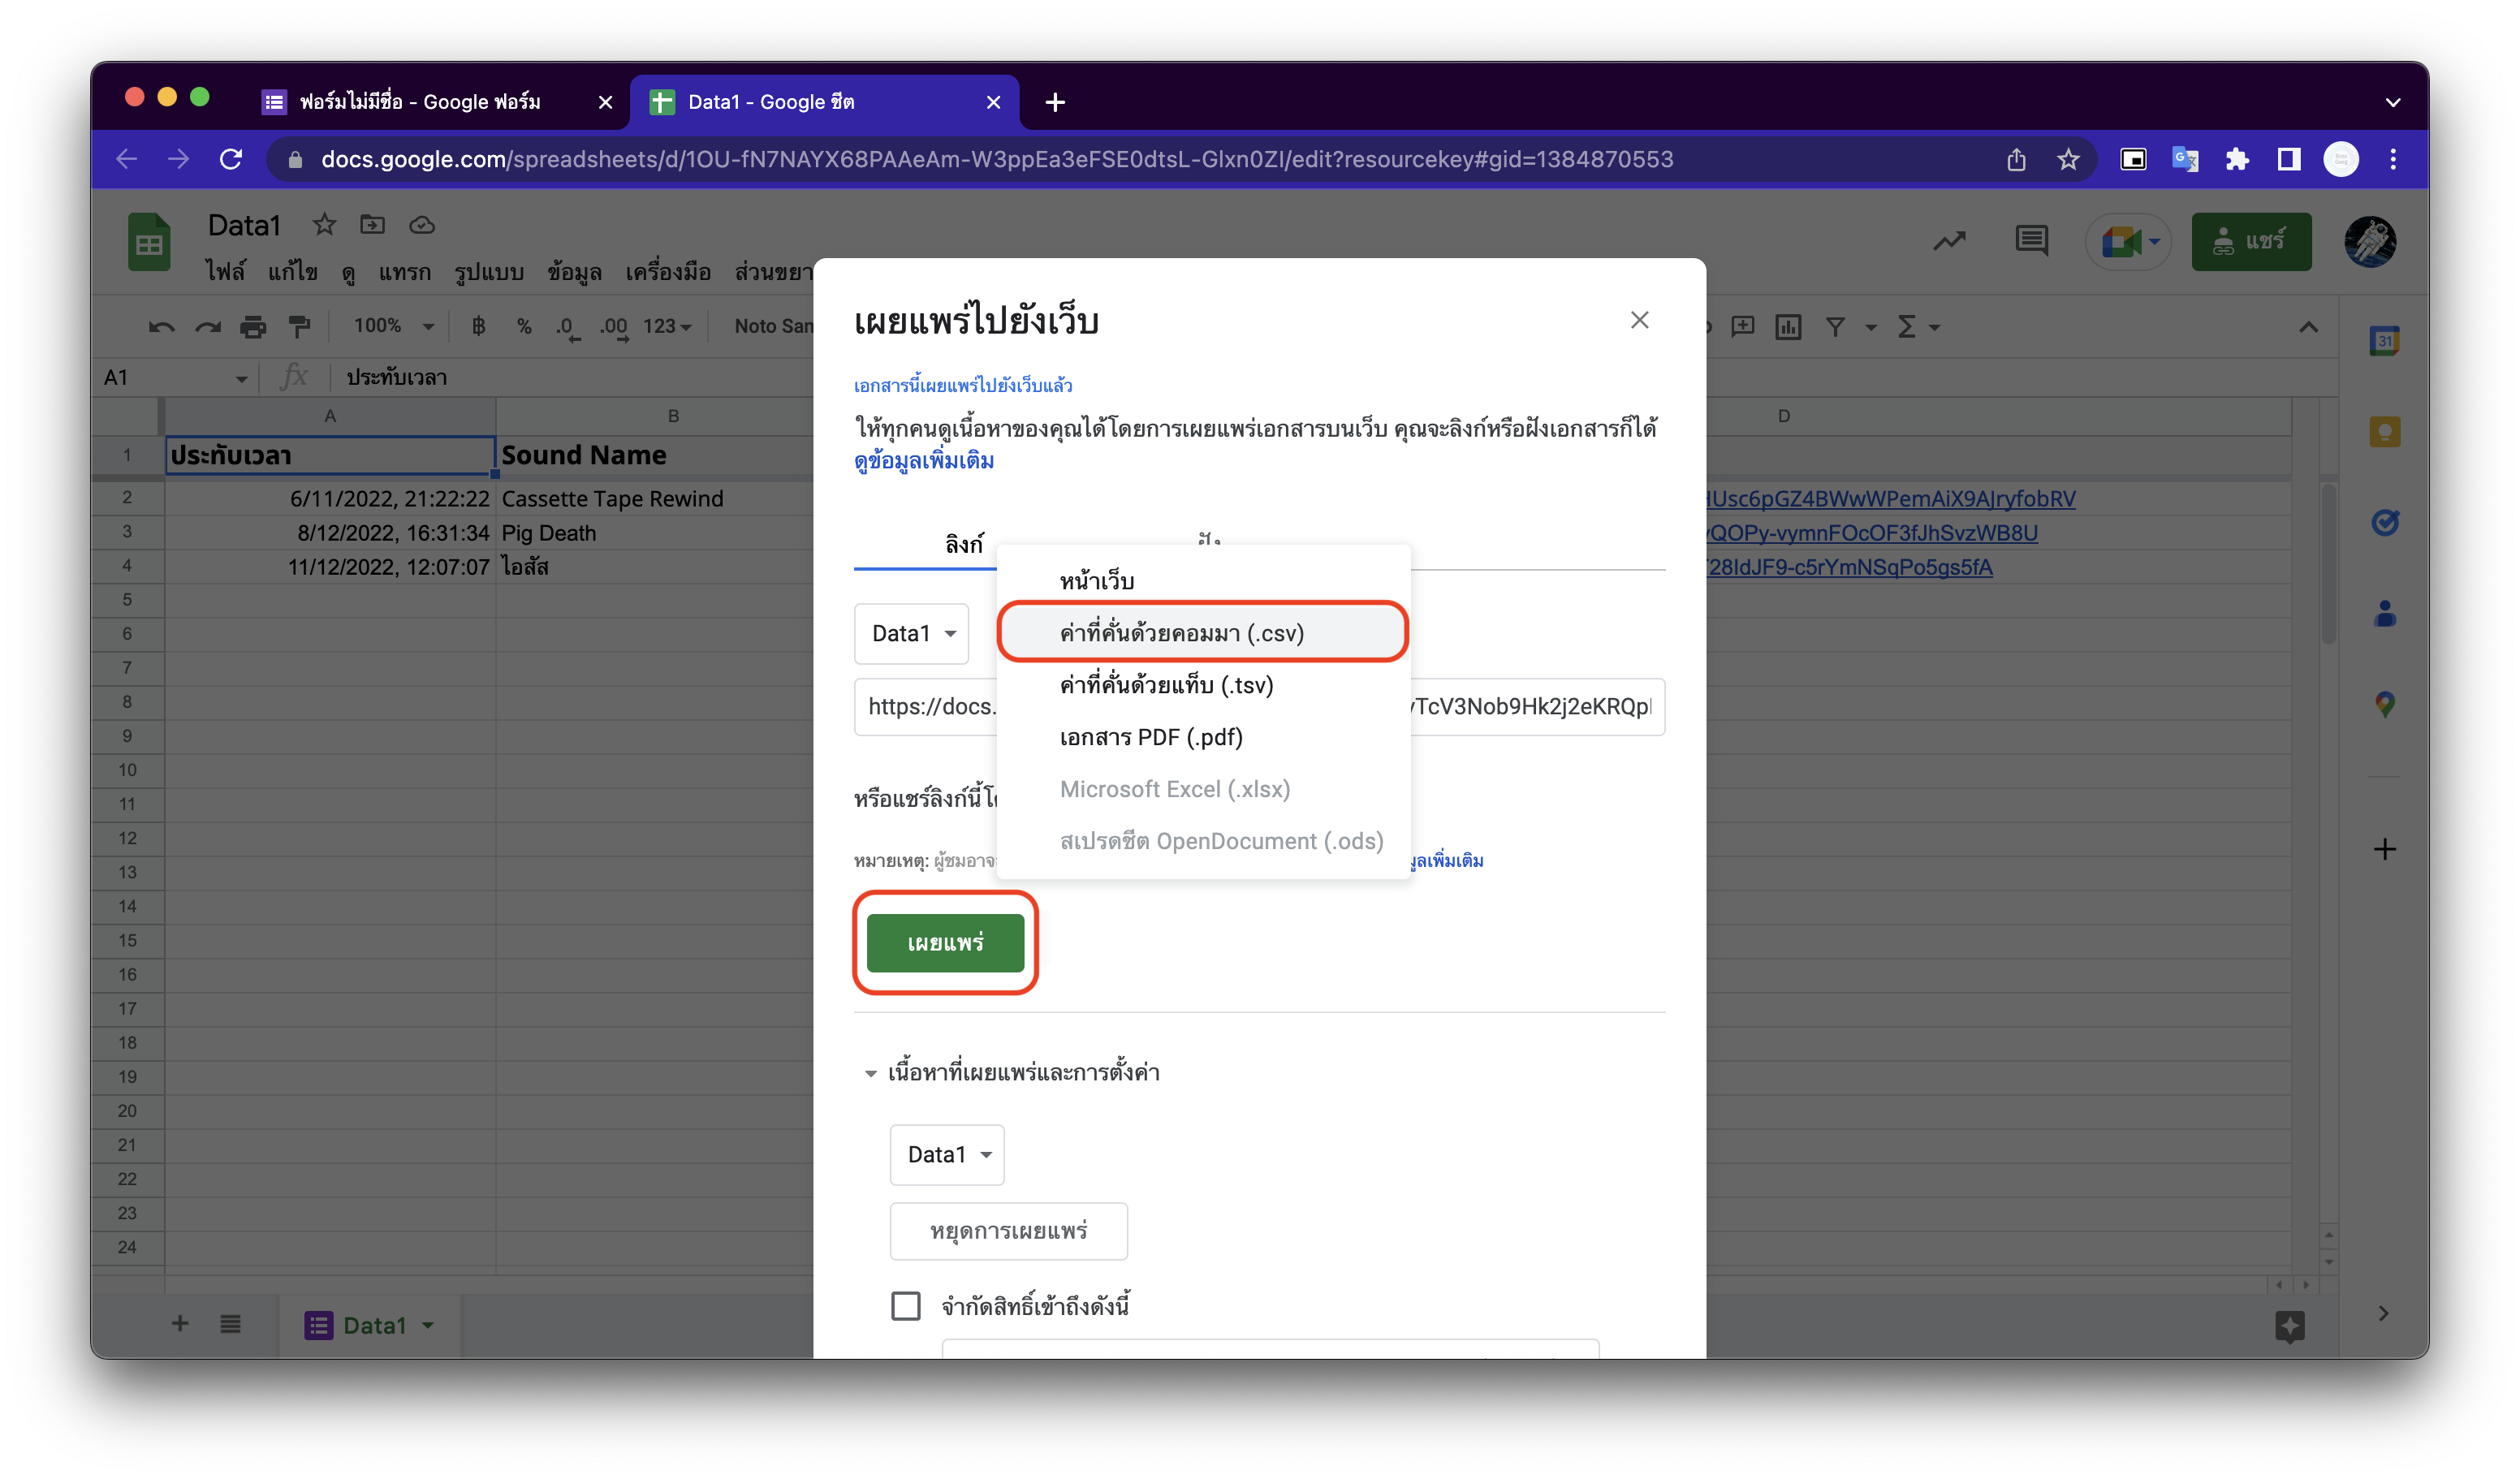 ฟอร์มไม่มีชื่อ - Google ฟอร์ม
Data1 - Google ชีต
docs.google.com/spreadsheets/d/1OU-fN7NAYX68PAAeAm-W3ppEa3eFSE0dtsL-Glxn0ZI/edit?resourcekey#gid=1384870553
Data1
แชร์
ไฟล์ แก้ไข ดู แทรก รูปแบบ ข้อมูล เครื่องมือ ส่วนขยา
100% ฿ % .0 .00 123 Noto San Σ
31
A1 fx ประทับเวลา
A B D
1 ประทับเวลา Sound Name
2 6/11/2022, 21:22:22 Cassette Tape Rewind Usc6pGZ4BWwWPemAiX9AJryfobRV
3 8/12/2022, 16:31:34 Pig Death QOPy-vymnFOcOF3fJhSvzWB8U
4 11/12/2022, 12:07:07 ไอสัส 28IdJF9-c5rYmNSqPo5gs5fA
5
6
7
8
9
10
11
12
13
14
15
16
17
18
19
20
21
22
23
24
เผยแพร่ไปยังเว็บ
เอกสารนี้เผยแพร่ไปยังเว็บแล้ว
ให้ทุกคนดูเนื้อหาของคุณได้โดยการเผยแพร่เอกสารบนเว็บ คุณจะลิงก์หรือฝังเอกสารก็ได้
ดูข้อมูลเพิ่มเติม
ลิงก์
หน้าเว็บ
Data1 ค่าที่คั่นด้วยคอมมา (.csv)
ค่าที่คั่นด้วยแท็บ (.tsv)
https://docs. TcV3Nob9Hk2j2eKRQp
เอกสาร PDF (.pdf)
Microsoft Excel (.xlsx)
หรือแชร์ลิงก์นี้โ
สเปรดชีต OpenDocument (.ods)
หมายเหตุ: ผู้ชมอาจ มูลเพิ่มเติม
เผยแพร่
เนื้อหาที่เผยแพร่และการตั้งค่า
Data1
หยุดการเผยแพร่
จำกัดสิทธิ์เข้าถึงดังนี้
Data1